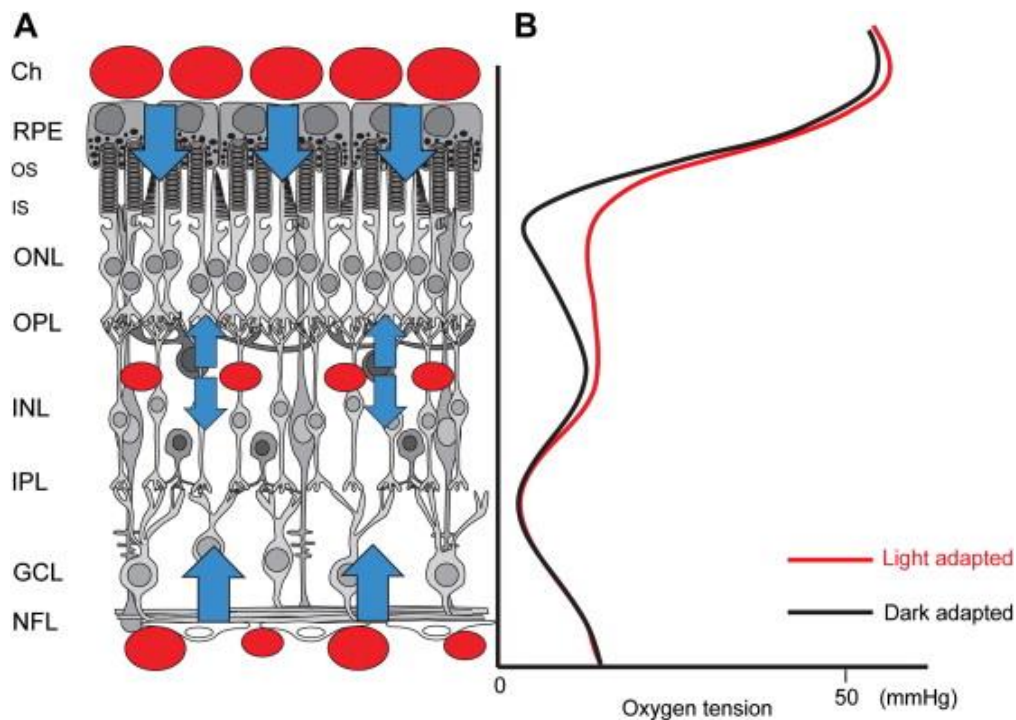 A
B
Ch
RPE
OS
IS
ONL
OPL
INL
IPL
GCL
NFL
Light adapted
Dark adapted
0
50 (mmHg)
Oxygen tension